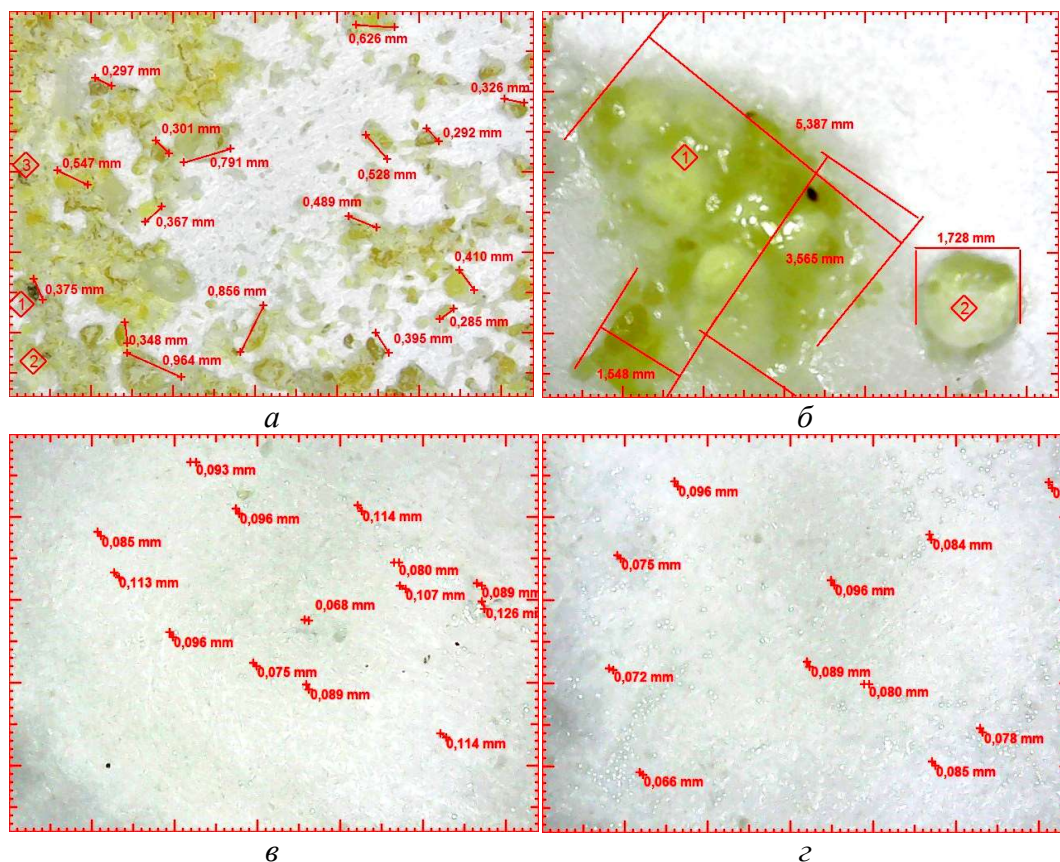 0,626 mm
0,297 mm
0,326 mm
0,301 mm
0,292 mm
3
0,547 mm
0,791 mm
0,528 mm
0,489 mm
0,367 mm
0,410 mm
0,375 mm
0,856 mm
1
0,285 mm
0,348 mm
0,395 mm
2
0,964 mm
5,387 mm
1
1,728 mm
3,565 mm
2
1,548 mm
а
б
0,093 mm
0,096 mm
0,114 mm
0,085 mm
0,080 mm
0,113 mm
0,107 mm
0,089 mm
0,068 mm
0,126 m
0,096 mm
0,075 mm
0,089 mm
0,114 mm
0,096 mm
0,084 mm
0,075 mm
0,096 mm
0,072 mm
0,089 mm
0,080 mm
0,078 mm
0,066 mm
0,085 mm
в
г